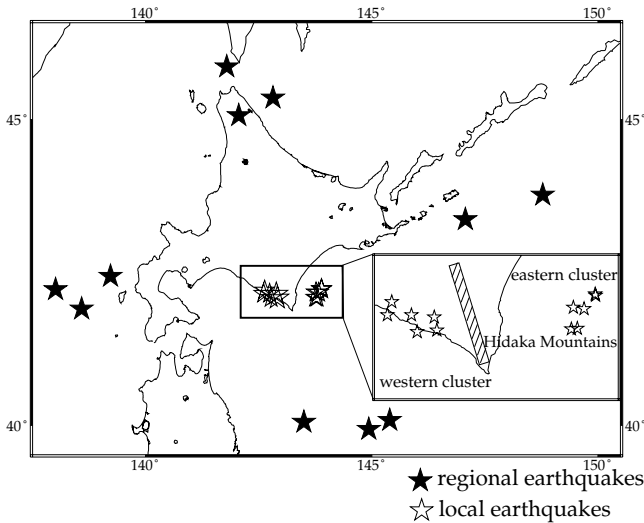 140° 145° 150°
45° 45°
eastern cluster
Hidaka Mountains
western cluster
40° 40°
140° 145° 150°
regional earthquakes
local earthquakes